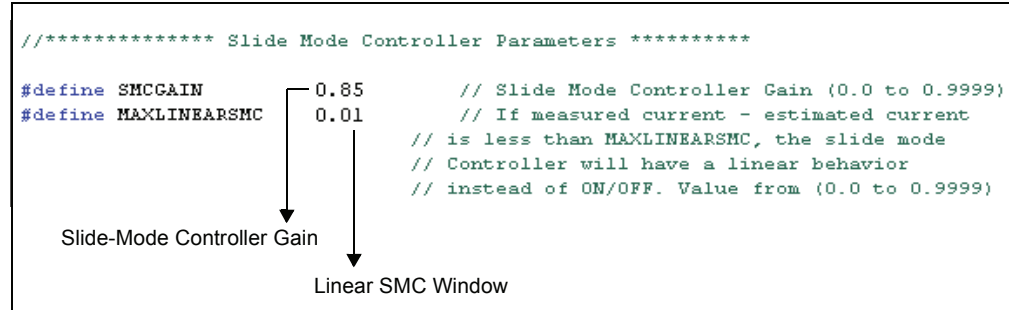 //************** Slide Mode Controller Parameters **********
#define SMCGAIN 0.85 // Slide Mode Controller Gain (0.0 to 0.9999)
#define MAXLINEARSMC 0.01 // If measured current - estimated current
// is less than MAXLINEARSMC, the slide mode
// Controller will have a linear behavior
// instead of ON/OFF. Value from (0.0 to 0.9999)
Slide-Mode Controller Gain
Linear SMC Window